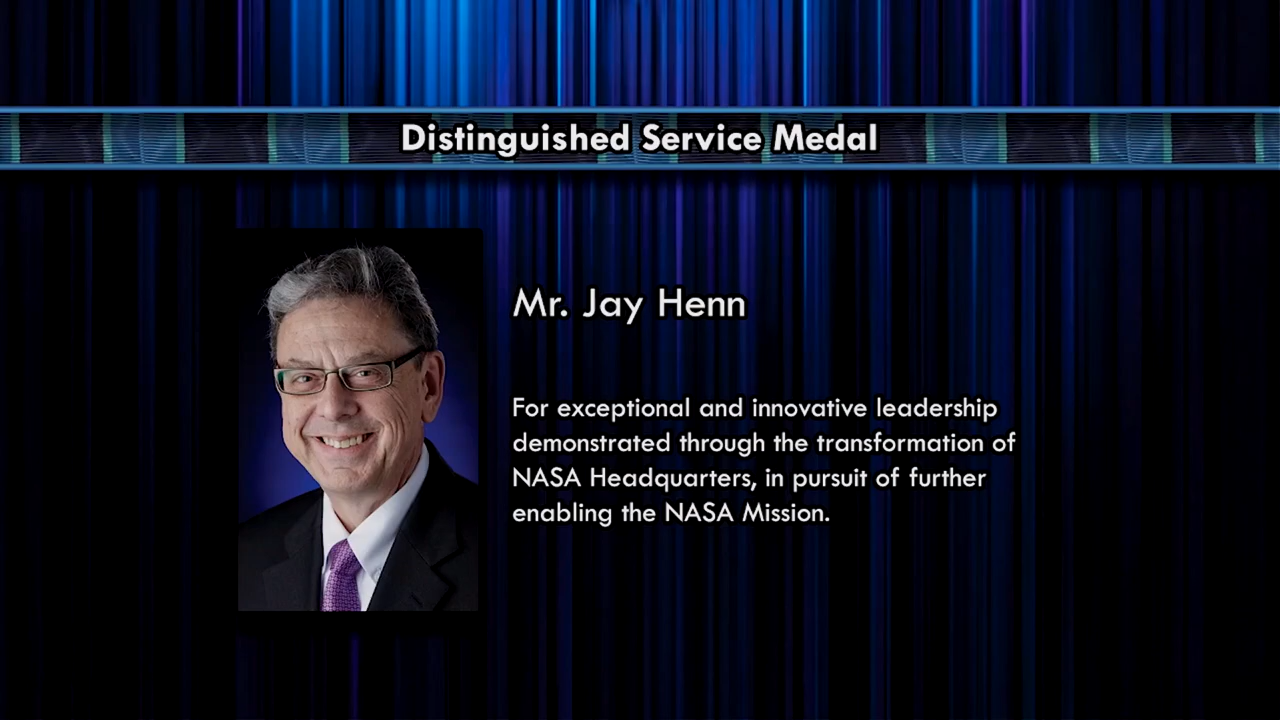 Distinguished Service Medal
Mr. Jay Henn
For exceptional and innovative leadership
demonstrated through the transformation of
NASA Headquarters, in pursuit of further
enabling the NASA Mission.